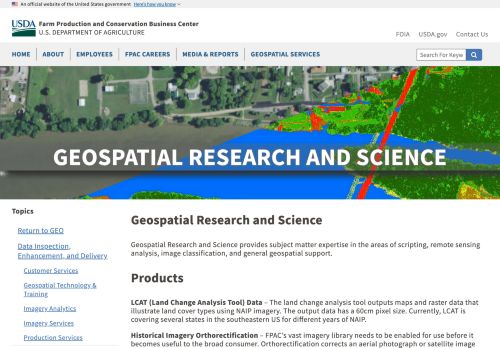 An official website of the United States government Here's how you know
USDA Farm Production and Conservation Business Center
U.S. DEPARTMENT OF AGRICULTURE
FOIA USDA.gov Contact Us
HOME ABOUT EMPLOYEES FPAC CAREERS MEDIA & REPORTS GEOSPATIAL SERVICES
Search For Keyw
GEOSPATIAL RESEARCH AND SCIENCE
Topics
Return to GEO
Data Inspection,
Enhancement, and Delivery
Customer Services
Geospatial Technology &
Training
Imagery Analytics
Imagery Services
Production Services
Geospatial Research and Science
Geospatial Research and Science provides subject matter expertise in the areas of scripting, remote sensing
analysis, image classification, and general geospatial support.
Products
LCAT (Land Change Analysis Tool) Data – The land change analysis tool outputs maps and raster data that
illustrate land cover types using NAIP imagery. The output data has a 60cm pixel size. Currently, LCAT is
covering several states in the southeastern US for different years of NAIP.
Historical Imagery Orthorectification – FPAC's vast imagery library needs to be enabled for use before it
becomes useful to the broad consumer. Orthorectification corrects an aerial photograph or satellite image